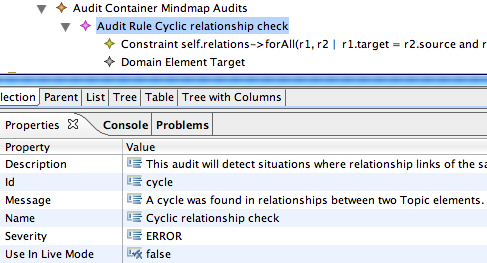 Audit Container Mindmap Audits
Audit Rule Cyclic relationship check
Constraint self.relations->forAll(r1, r2 | r1.target = r2.source and r
Domain Element Target
lection Parent List Tree Table Tree with Columns
Properties Console Problems
Property Value
Description This audit will detect situations where relationship links of the sa
Id cycle
Message A cycle was found in relationships between two Topic elements.
Name Cyclic relationship check
Severity ERROR
Use In Live Mode false